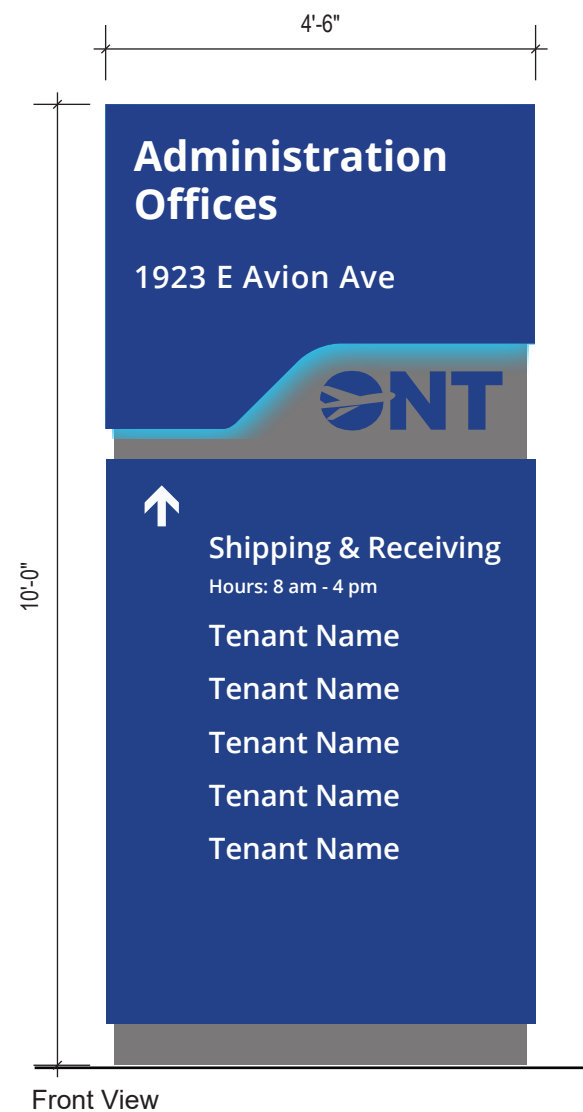 4'-6"
Administration
Offices
1923 E Avion Ave
ONT
10'-0"
Shipping & Receiving
Hours: 8 am - 4 pm
Tenant Name
Tenant Name
Tenant Name
Tenant Name
Tenant Name
Front View